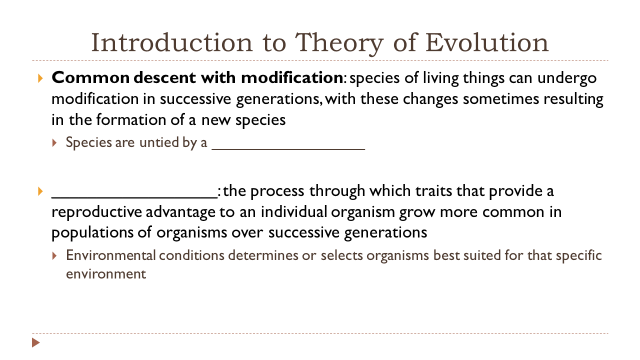 Introduction to Theory of Evolution
Common descent with modification: species of living things can undergo
modification in successive generations, with these changes sometimes resulting
in the formation of a new species
Species are untied by a ____________________
____________________: the process through which traits that provide a
reproductive advantage to an individual organism grow more common in
populations of organisms over successive generations
Environmental conditions determines or selects organisms best suited for that specific
environment